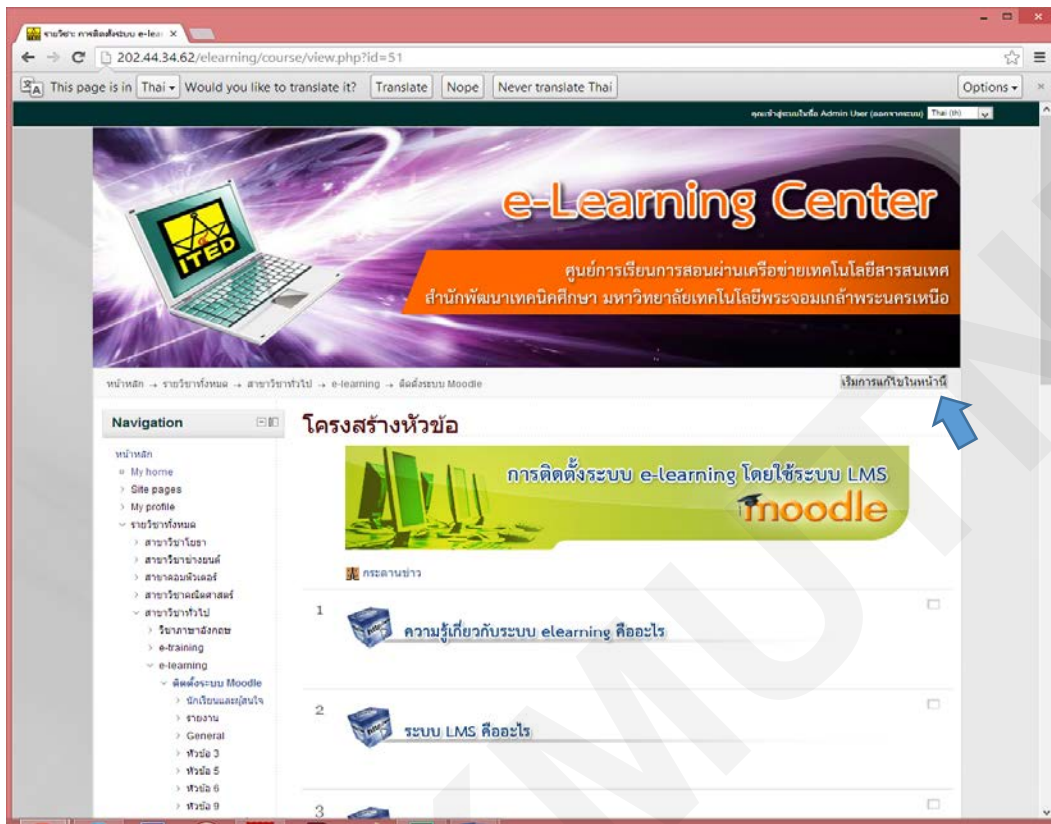 รายวิชา: การติดตั้งระบบ e-lear
202.44.34.62/elearning/course/view.php?id=51
This page is in Thai Would you like to translate it? Translate Nope Never translate Thai Options
คุณเข้าสู่ระบบในชื่อ Admin User (ออกจากระบบ) Thai (th)
e-Learning Center
ITED
ศูนย์การเรียนการสอนผ่านเครือข่ายเทคโนโลยีสารสนเทศ
สำนักพัฒนาเทคนิคศึกษา มหาวิทยาลัยเทคโนโลยีพระจอมเกล้าพระนครเหนือ
หน้าหลัก → รายวิชาทั้งหมด → สาขาวิชาทั่วไป → e-learning → ติดตั้งระบบ Moodle
เริ่มการแก้ไขในหน้านี้
Navigation
หน้าหลัก
My home
Site pages
My profile
รายวิชาทั้งหมด
สาขาวิชาโยธา
สาขาวิชาช่างยนต์
สาขาคอมพิวเตอร์
สาขาวิชาคณิตศาสตร์
สาขาวิชาทั่วไป
วิชาภาษาอังกฤษ
e-training
e-learning
ติดตั้งระบบ Moodle
นักเรียนและผู้สนใจ
รายงาน
General
หัวข้อ 3
หัวข้อ 5
หัวข้อ 6
หัวข้อ 9
โครงสร้างหัวข้อ
การติดตั้งระบบ e-learning โดยใช้ระบบ LMS
moodle
กระดานข่าว
1
ความรู้เกี่ยวกับระบบ elearning คืออะไร
2
ระบบ LMS คืออะไร
3
KMUTN